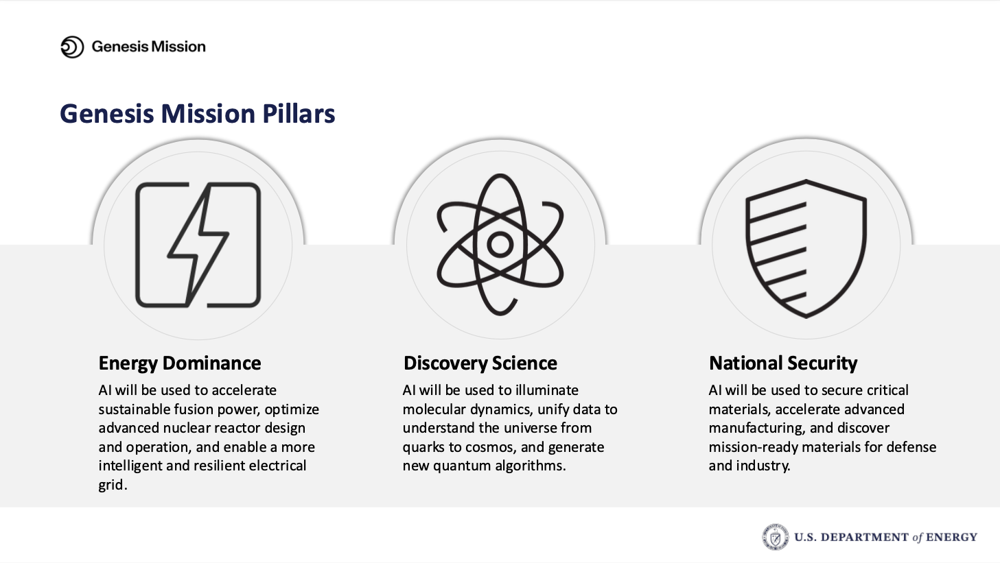 Genesis Mission
Genesis Mission Pillars
Energy Dominance
AI will be used to accelerate
sustainable fusion power, optimize
advanced nuclear reactor design
and operation, and enable a more
intelligent and resilient electrical
grid.
Discovery Science
AI will be used to illuminate
molecular dynamics, unify data to
understand the universe from
quarks to cosmos, and generate
new quantum algorithms.
National Security
AI will be used to secure critical
materials, accelerate advanced
manufacturing, and discover
mission-ready materials for defense
and industry.
U.S. DEPARTMENT of ENERGY